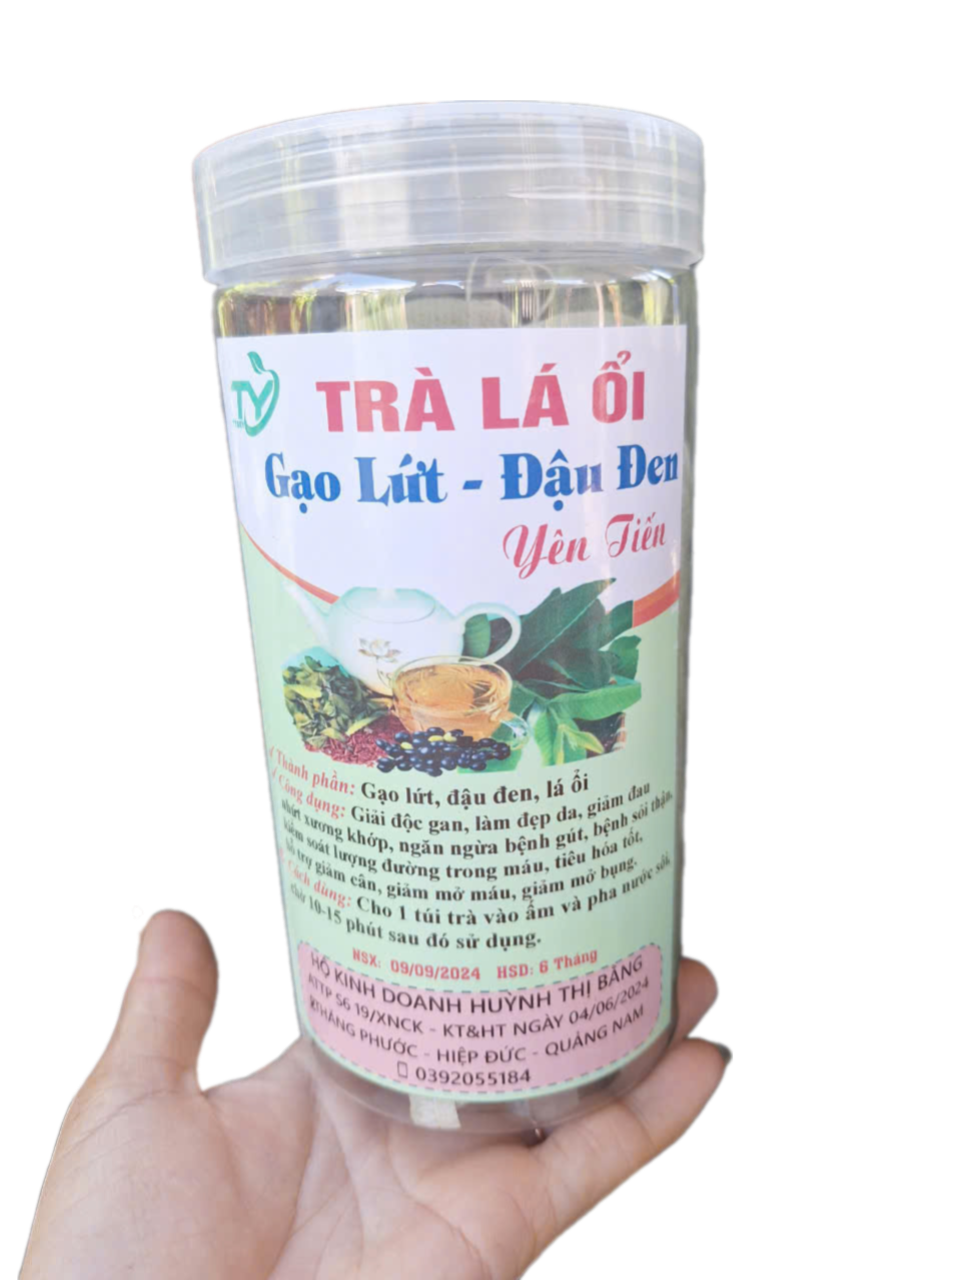 TY
TRÀ LÁ ỔI
Gạo Lứt - Đậu Đen
Yên Tiến
Thành phần: Gạo lứt, đậu đen, lá ổi
Công dụng: Giải độc gan, làm đẹp da, giảm đau
nhức xương khớp, ngăn ngừa bệnh gút, bệnh sỏi thận,
kiểm soát lượng đường trong máu, tiêu hóa tốt,
hỗ trợ giảm cân, giảm mỡ máu, giảm mỡ bụng.
Cách dùng: Cho 1 túi trà vào ấm và pha nước sôi
chờ 10-15 phút sau đó sử dụng.
NSX: 09/09/2024 HSD: 6 Tháng
HỘ KINH DOANH HUỲNH THỊ BĂNG
ATTP Số 19/XNCK - KT&HT NGÀY 04/06/2024
THĂNG PHƯỚC - HIỆP ĐỨC - QUẢNG NAM
0392055184